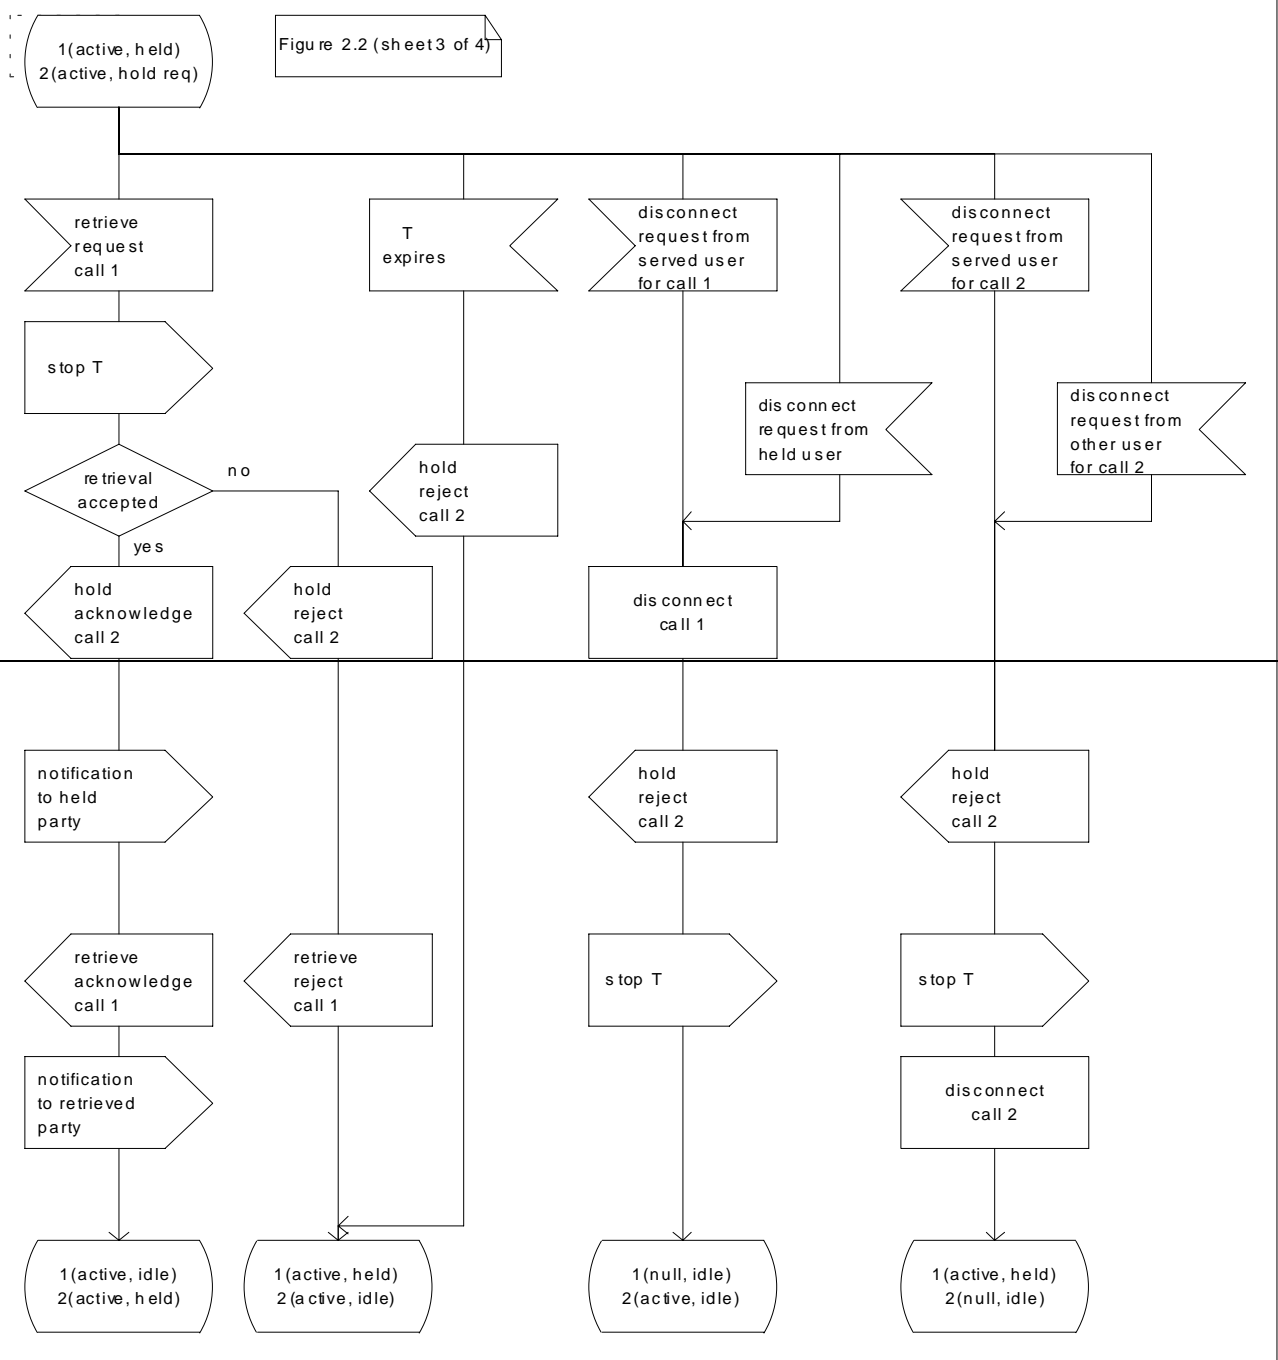 1(active, held)
2(active, hold req)
Figure 2.2 (sheet 3 of 4)
retrieve
request
call 1
T
expires
disconnect
request from
served user
for call 1
disconnect
request from
served user
for call 2
stop T
disconnect
request from
held user
disconnect
request from
other user
for call 2
retrieval
accepted
no
yes
hold
reject
call 2
hold
acknowledge
call 2
hold
reject
call 2
disconnect
call 1
notification
to held
party
hold
reject
call 2
hold
reject
call 2
retrieve
acknowledge
call 1
retrieve
reject
call 1
stop T
stop T
notification
to retrieved
party
disconnect
call 2
1(active, idle)
2(active, held)
1(active, held)
2(active, idle)
1(null, idle)
2(active, idle)
1(active, held)
2(null, idle)